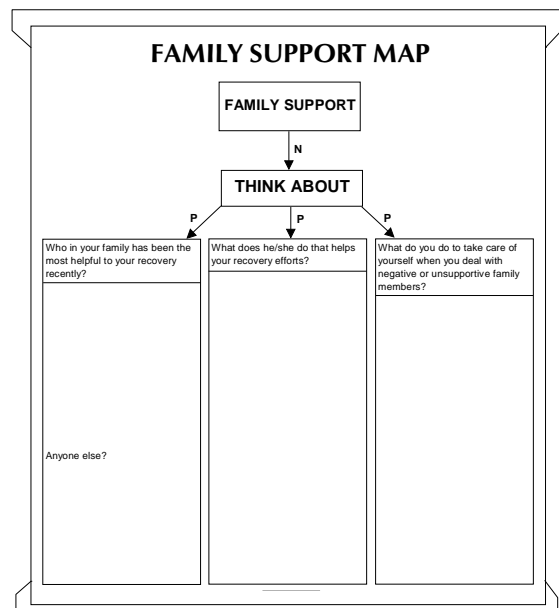 FAMILY SUPPORT MAP
FAMILY SUPPORT
N
THINK ABOUT
P
P
P
Who in your family has been the
most helpful to your recovery
recently?
Anyone else?
What does he/she do that helps
your recovery efforts?
What do you do to take care of
yourself when you deal with
negative or unsupportive family
members?